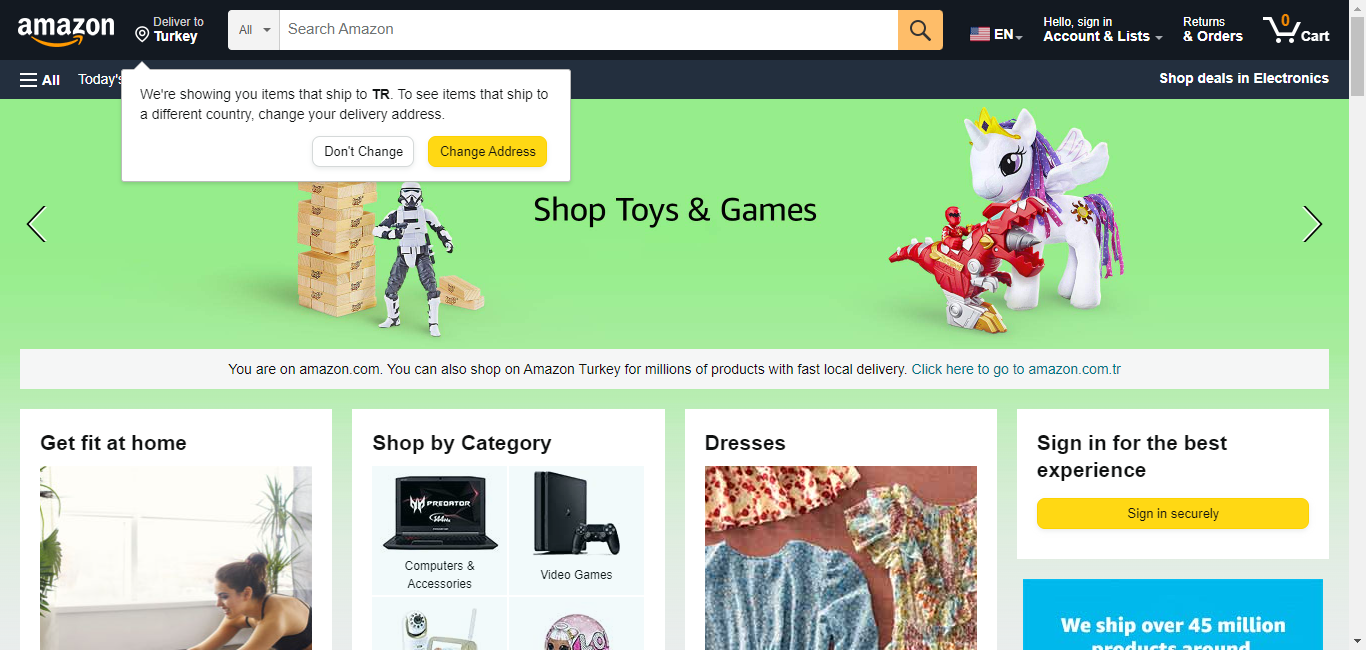 amazon
Deliver to
Turkey
All
Search Amazon
EN
Hello, sign in
Account & Lists
Returns
& Orders
0
Cart
All
Today's
Shop deals in Electronics
We're showing you items that ship to TR. To see items that ship to
a different country, change your delivery address.
Don't Change
Change Address
Shop Toys & Games
You are on amazon.com. You can also shop on Amazon Turkey for millions of products with fast local delivery. Click here to go to amazon.com.tr
Get fit at home
Shop by Category
Dresses
Sign in for the best
experience
Sign in securely
PREDATOR
Computers &
Accessories
Video Games
We ship over 45 million
products around